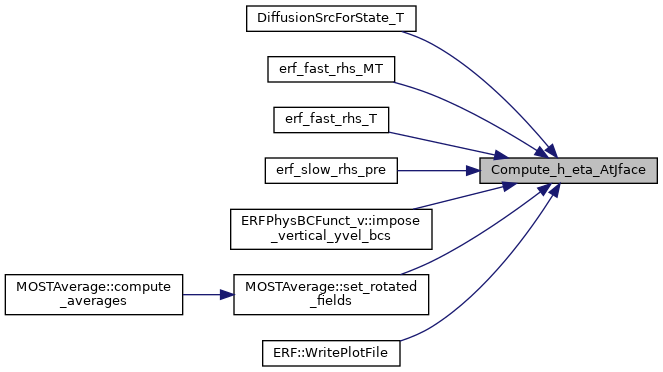 DiffusionSrcForState_T
erf_fast_rhs_MT
erf_fast_rhs_T
erf_slow_rhs_pre
Compute_h_eta_AtJface
ERFPhysBCFunct_v::impose
_vertical_yvel_bcs
MOSTAverage::compute
_averages
MOSTAverage::set_rotated
_fields
ERF::WritePlotFile